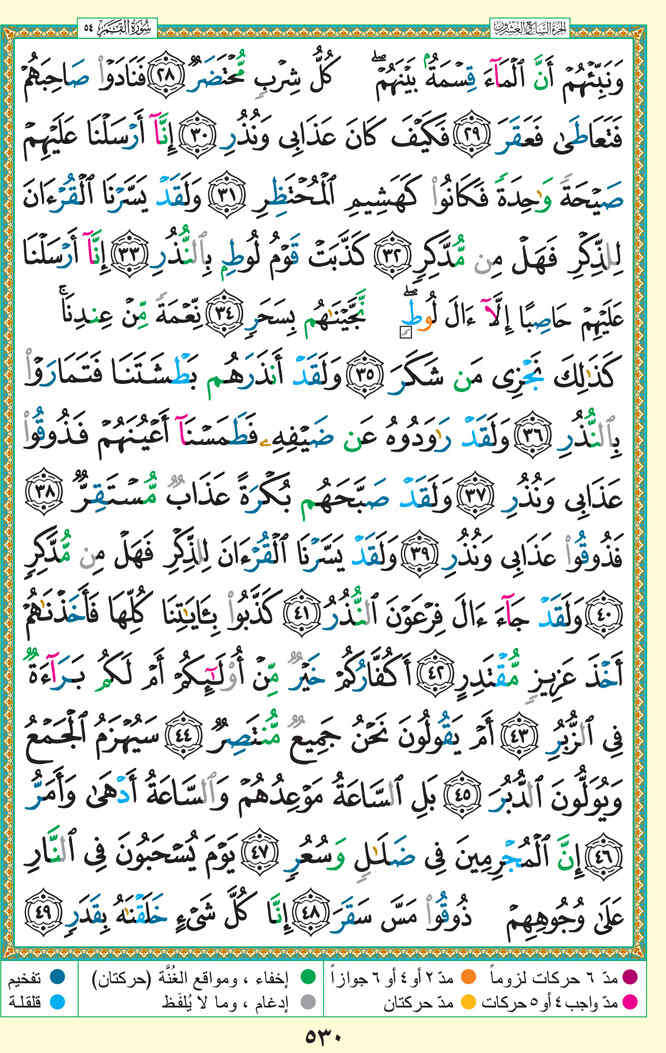 الجزء السابع والعشرون
سُورَةُ القَمَرِ ٥٤
وَنَبِّئْهُمْ أَنَّ ٱلْمَآءَ قِسْمَةٌۢ بَيْنَهُمْۖ كُلُّ شِرْبٍ مُّحْتَضَرٌ ٢٨ فَنَادَوْا۟ صَاحِبَهُمْ
فَتَعَاطَىٰ فَعَقَرَ ٢٩ فَكَيْفَ كَانَ عَذَابِى وَنُذُرِ ٣٠ إِنَّآ أَرْسَلْنَا عَلَيْهِمْ
صَيْحَةً وَٰحِدَةً فَكَانُوا۟ كَهَشِيمِ ٱلْمُحْتَظِرِ ٣١ وَلَقَدْ يَسَّرْنَا ٱلْقُرْءَانَ
لِلذِّكْرِ فَهَلْ مِن مُّدَّكِرٍ ٣٢ كَذَّبَتْ قَوْمُ لُوطٍۭ بِٱلنُّذُرِ ٣٣ إِنَّآ أَرْسَلْنَا
عَلَيْهِمْ حَاصِبًا إِلَّآ ءَالَ لُوطٍۖ نَّجَّيْنَٰهُم بِسَحَرٍ ٣٤ نِّعْمَةً مِّنْ عِندِنَاۚ
كَذَٰلِكَ نَجْزِى مَن شَكَرَ ٣٥ وَلَقَدْ أَنذَرَهُم بَطْشَتَنَا فَتَمَارَوْا۟
بِٱلنُّذُرِ ٣٦ وَلَقَدْ رَٰوَدُوهُ عَن ضَيْفِهِۦ فَطَمَسْنَآ أَعْيُنَهُمْ فَذُوقُوا۟
عَذَابِى وَنُذُرِ ٣٧ وَلَقَدْ صَبَّحَهُم بُكْرَةً عَذَابٌ مُّسْتَقِرٌّ ٣٨
فَذُوقُوا۟ عَذَابِى وَنُذُرِ ٣٩ وَلَقَدْ يَسَّرْنَا ٱلْقُرْءَانَ لِلذِّكْرِ فَهَلْ مِن مُّدَّكِرٍ
٤٠ وَلَقَدْ جَآءَ ءَالَ فِرْعَوْنَ ٱلنُّذُرُ ٤١ كَذَّبُوا۟ بِـَٔايَٰتِنَا كُلِّهَا فَأَخَذْنَٰهُمْ
أَخْذَ عَزِيزٍ مُّقْتَدِرٍ ٤٢ أَكُفَّارُكُمْ خَيْرٌ مِّنْ أُو۟لَٰٓئِكُمْ أَمْ لَكُم بَرَآءَةٌ
فِى ٱلزُّبُرِ ٤٣ أَمْ يَقُولُونَ نَحْنُ جَمِيعٌ مُّنتَصِرٌ ٤٤ سَيُهْزَمُ ٱلْجَمْعُ
وَيُوَلُّونَ ٱلدُّبُرَ ٤٥ بَلِ ٱلسَّاعَةُ مَوْعِدُهُمْ وَٱلسَّاعَةُ أَدْهَىٰ وَأَمَرُّ
٤٦ إِنَّ ٱلْمُجْرِمِينَ فِى ضَلَٰلٍ وَسُعُرٍ ٤٧ يَوْمَ يُسْحَبُونَ فِى ٱلنَّارِ
عَلَىٰ وُجُوهِهِمْ ذُوقُوا۟ مَسَّ سَقَرَ ٤٨ إِنَّا كُلَّ شَىْءٍ خَلَقْنَٰهُ بِقَدَرٍ ٤٩
مدّ ٦ حركات لزوماً مدّ ٢ أو ٤ أو ٦ جوازاً إخفاء ، ومواقع الغُنَّة (حركتان) تفخيم
مدّ واجب ٤ أو ٥ حركات مدّ حركتان إدغام ، وما لا يُلفَظ قلقلة
٥٣٠